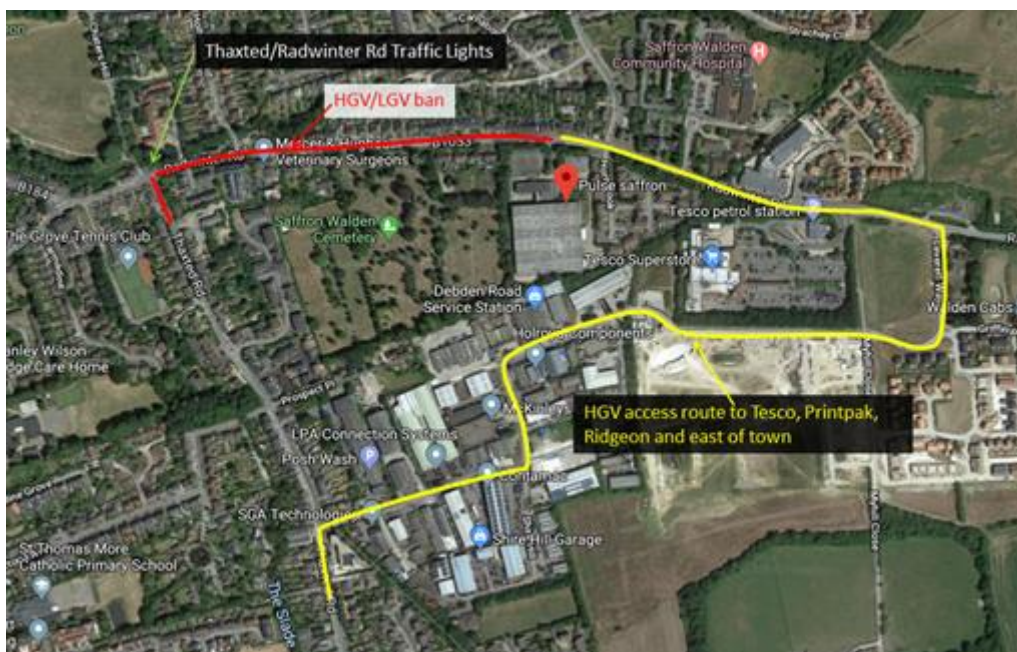 Strachey Cl
Thaxted/Radwinter Rd Traffic Lights
Saffron Walden
Community Hospital
HGV/LGV ban
Veterinary Surgeons
B184
Pulse saffron
Tesco petrol station
Saffron Walden
Cemetery
The Grove Tennis Club
Thaxted Rd
Tesco Superstore
Debden Road
Service Station
Walden Cabs
Holroyd Components
Prospect Pl
HGV access route to Tesco, Printpak,
Ridgeon and east of town
LPA Connection Systems
Posh Wash
SGA Technologies
Shire Hill Garage
St Thomas More
Catholic Primary School
The Slade